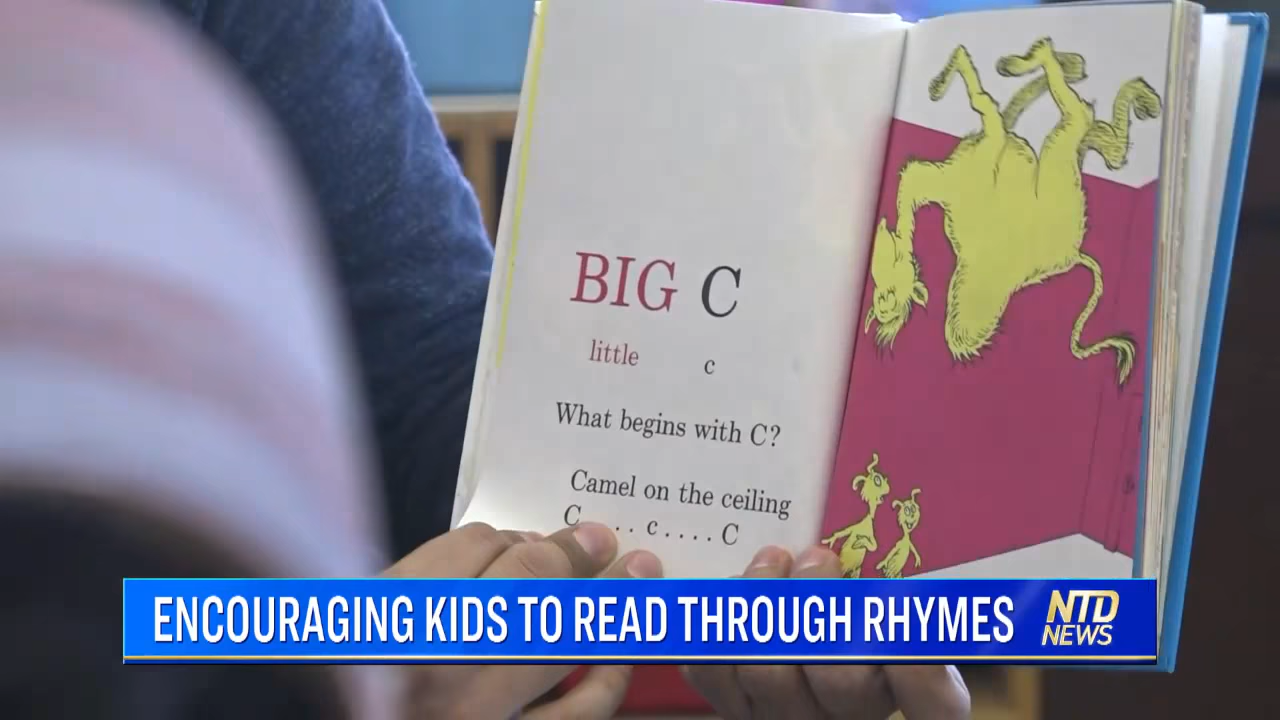 BIG C
little c
What begins with C?
Camel on the ceiling
C....c....C
ENCOURAGING KIDS TO READ THROUGH RHYMES
NTD
NEWS